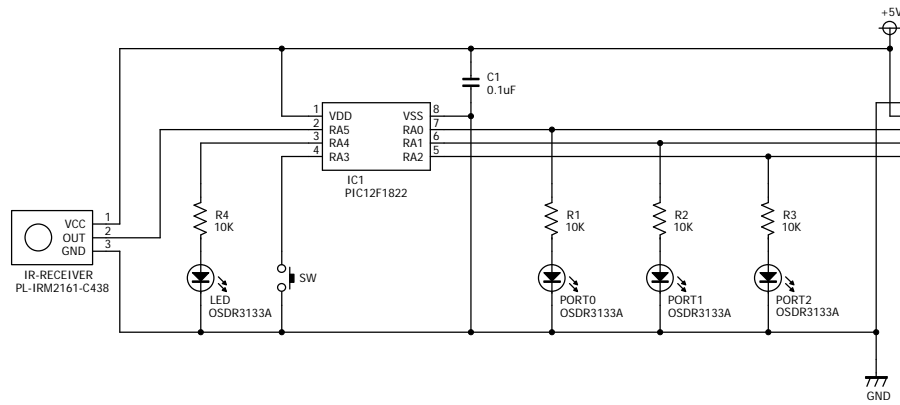 +5V
C1
0.1uF
1 VDD VSS 8
2 RA5 RA0 7
3 RA4 RA1 6
4 RA3 RA2 5
IC1
PIC12F1822
R4
10K
R1
10K
R2
10K
R3
10K
VCC 1
OUT 2
GND 3
IR-RECEIVER
PL-IRM2161-C438
LED
OSDR3133A
SW
PORT0
OSDR3133A
PORT1
OSDR3133A
PORT2
OSDR3133A
GND